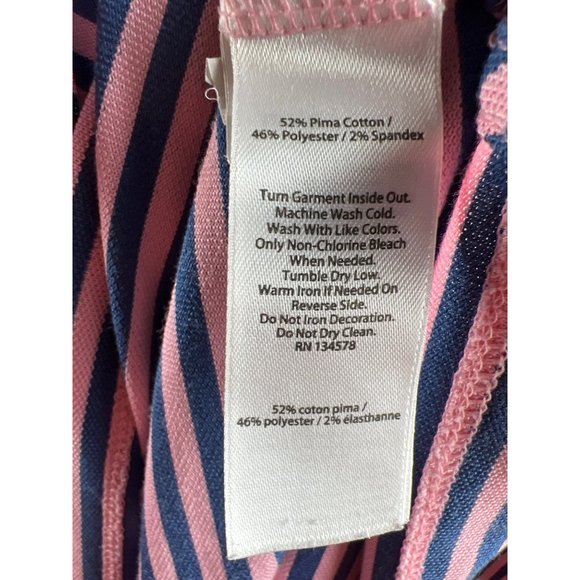 52% Pima Cotton /
46% Polyester / 2% Spandex
Turn Garment Inside Out.
Machine Wash Cold.
Wash With Like Colors.
Only Non-Chlorine Bleach
When Needed.
Tumble Dry Low.
Warm Iron If Needed On
Reverse Side.
Do Not Iron Decoration.
Do Not Dry Clean.
RN 134578
52% coton pima /
46% polyester / 2% élasthanne